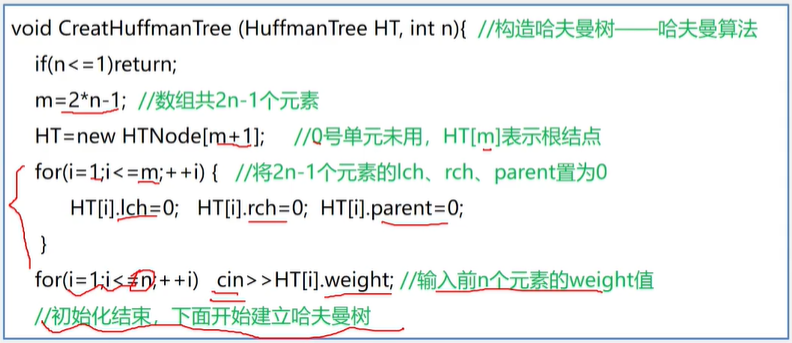 void CreatHuffmanTree (HuffmanTree HT, int n){ //构造哈夫曼树——哈夫曼算法
if(n<=1)return;
m=2*n-1; //数组共2n-1个元素
HT=new HTNode[m+1]; //0号单元未用，HT[m]表示根结点
for(i=1;i<=m;++i) { //将2n-1个元素的lch、rch、parent置为0
HT[i].lch=0; HT[i].rch=0; HT[i].parent=0;
}
for(i=1;i<=n;++i) cin>>HT[i].weight; //输入前n个元素的weight值
//初始化结束，下面开始建立哈夫曼树